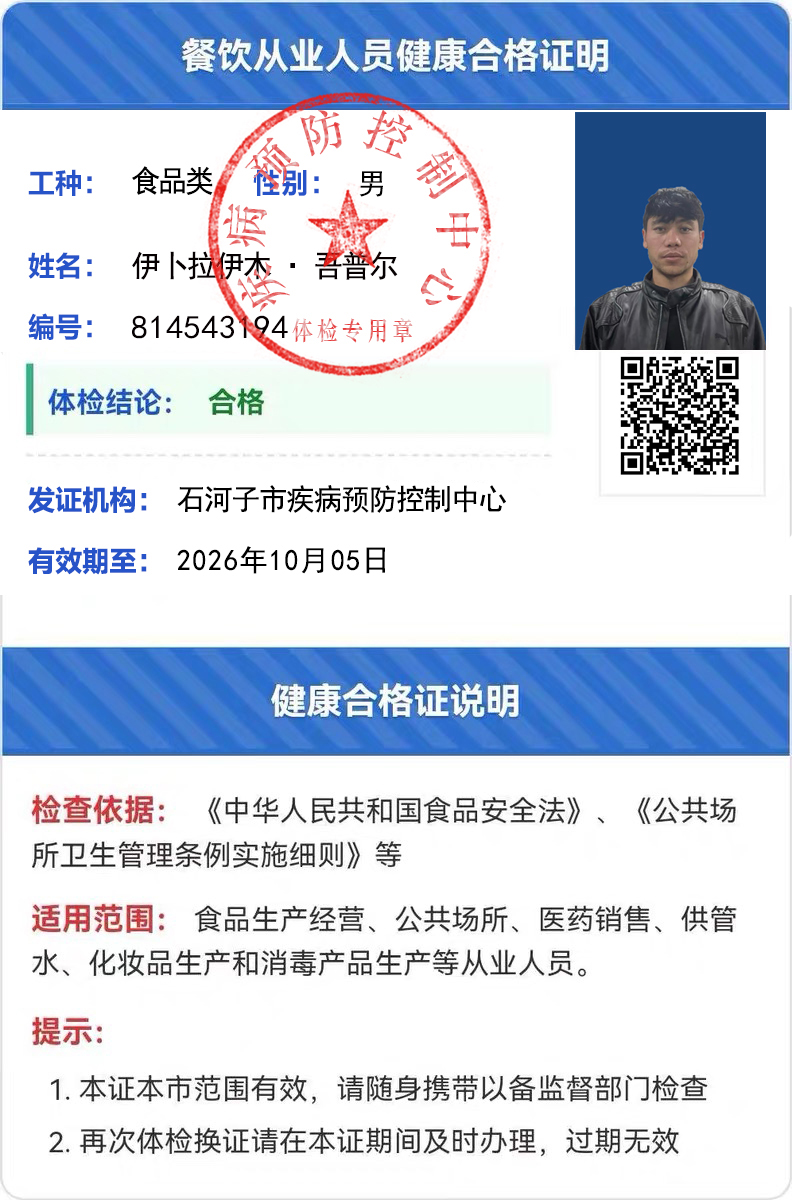 餐饮从业人员健康合格证明
工种： 食品类 性别： 男
姓名： 伊卜拉伊木 · 吾普尔
编号： 814543194
疾病预防控制中心
体检专用章
体检结论： 合格
发证机构： 石河子市疾病预防控制中心
有效期至： 2026年10月05日
健康合格证说明
检查依据： 《中华人民共和国食品安全法》、《公共场
所卫生管理条例实施细则》等
适用范围： 食品生产经营、公共场所、医药销售、供管
水、化妆品生产和消毒产品生产等从业人员。
提示：
1. 本证本市范围有效，请随身携带以备监督部门检查
2. 再次体检换证请在本证期间及时办理，过期无效